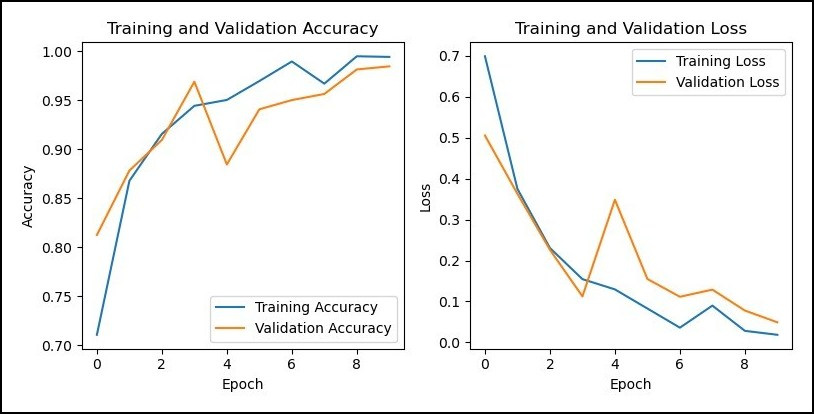 Training and Validation Accuracy
1.00
0.95
0.90
0.85
0.80
0.75
0.70
Accuracy
Training Accuracy
Validation Accuracy
0 2 4 6 8
Epoch
Training and Validation Loss
0.7
0.6
0.5
0.4
0.3
0.2
0.1
0.0
Loss
Training Loss
Validation Loss
0 2 4 6 8
Epoch